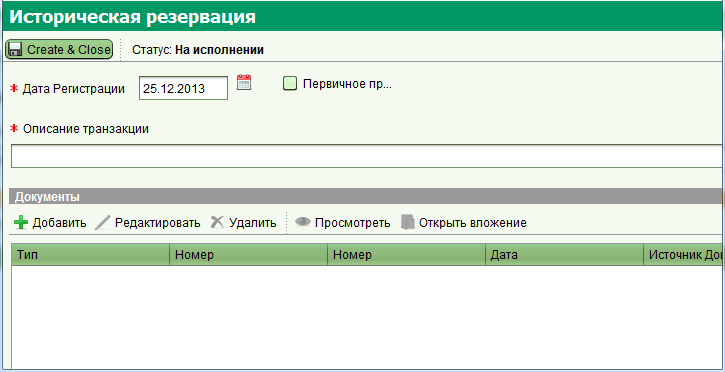 Историческая резервация
Create & Close Статус: На исполнении
* Дата Регистрации 25.12.2013 Первичное пр...
* Описание транзакции
Документы
Добавить Редактировать Удалить Просмотреть Открыть вложение
Тип Номер Номер Дата Источник До